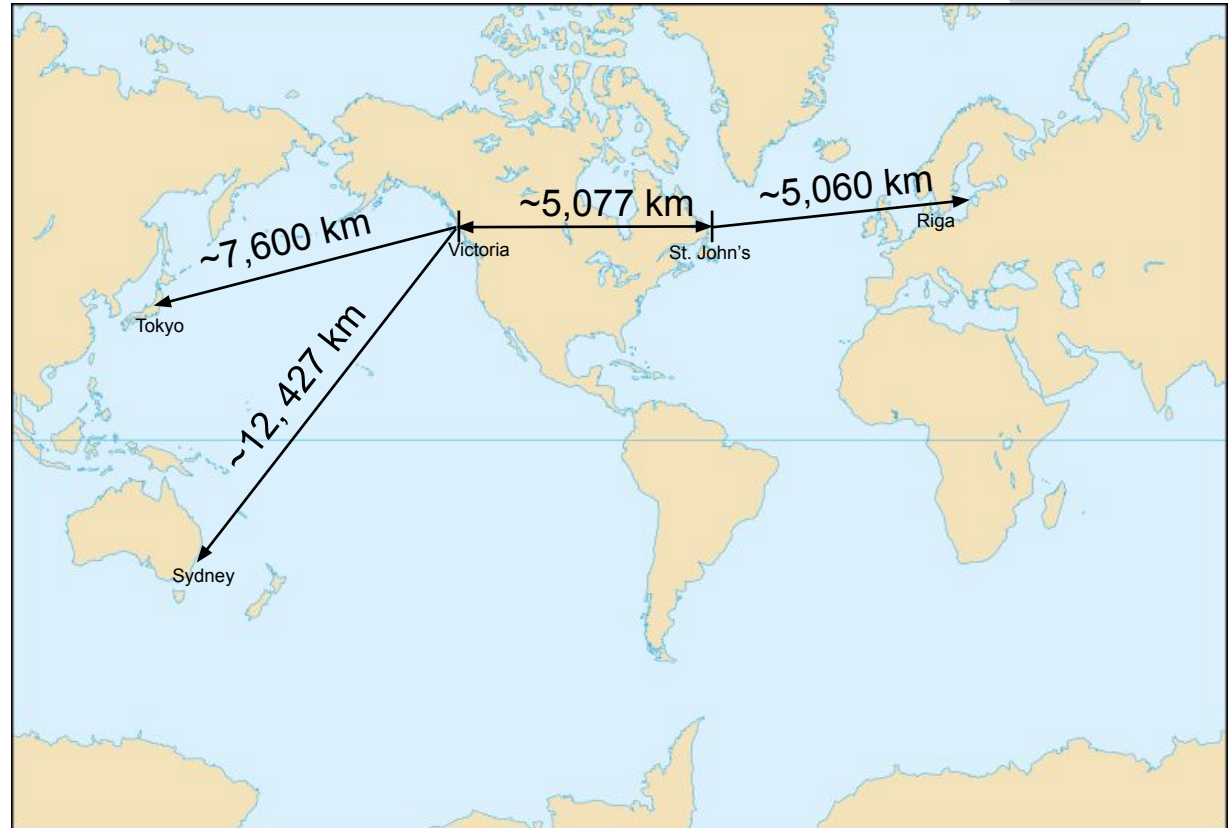 ~5,060 km
~5,077 km
Riga
~7,600 km
Victoria
St. John’s
Tokyo
~12, 427 km
Sydney